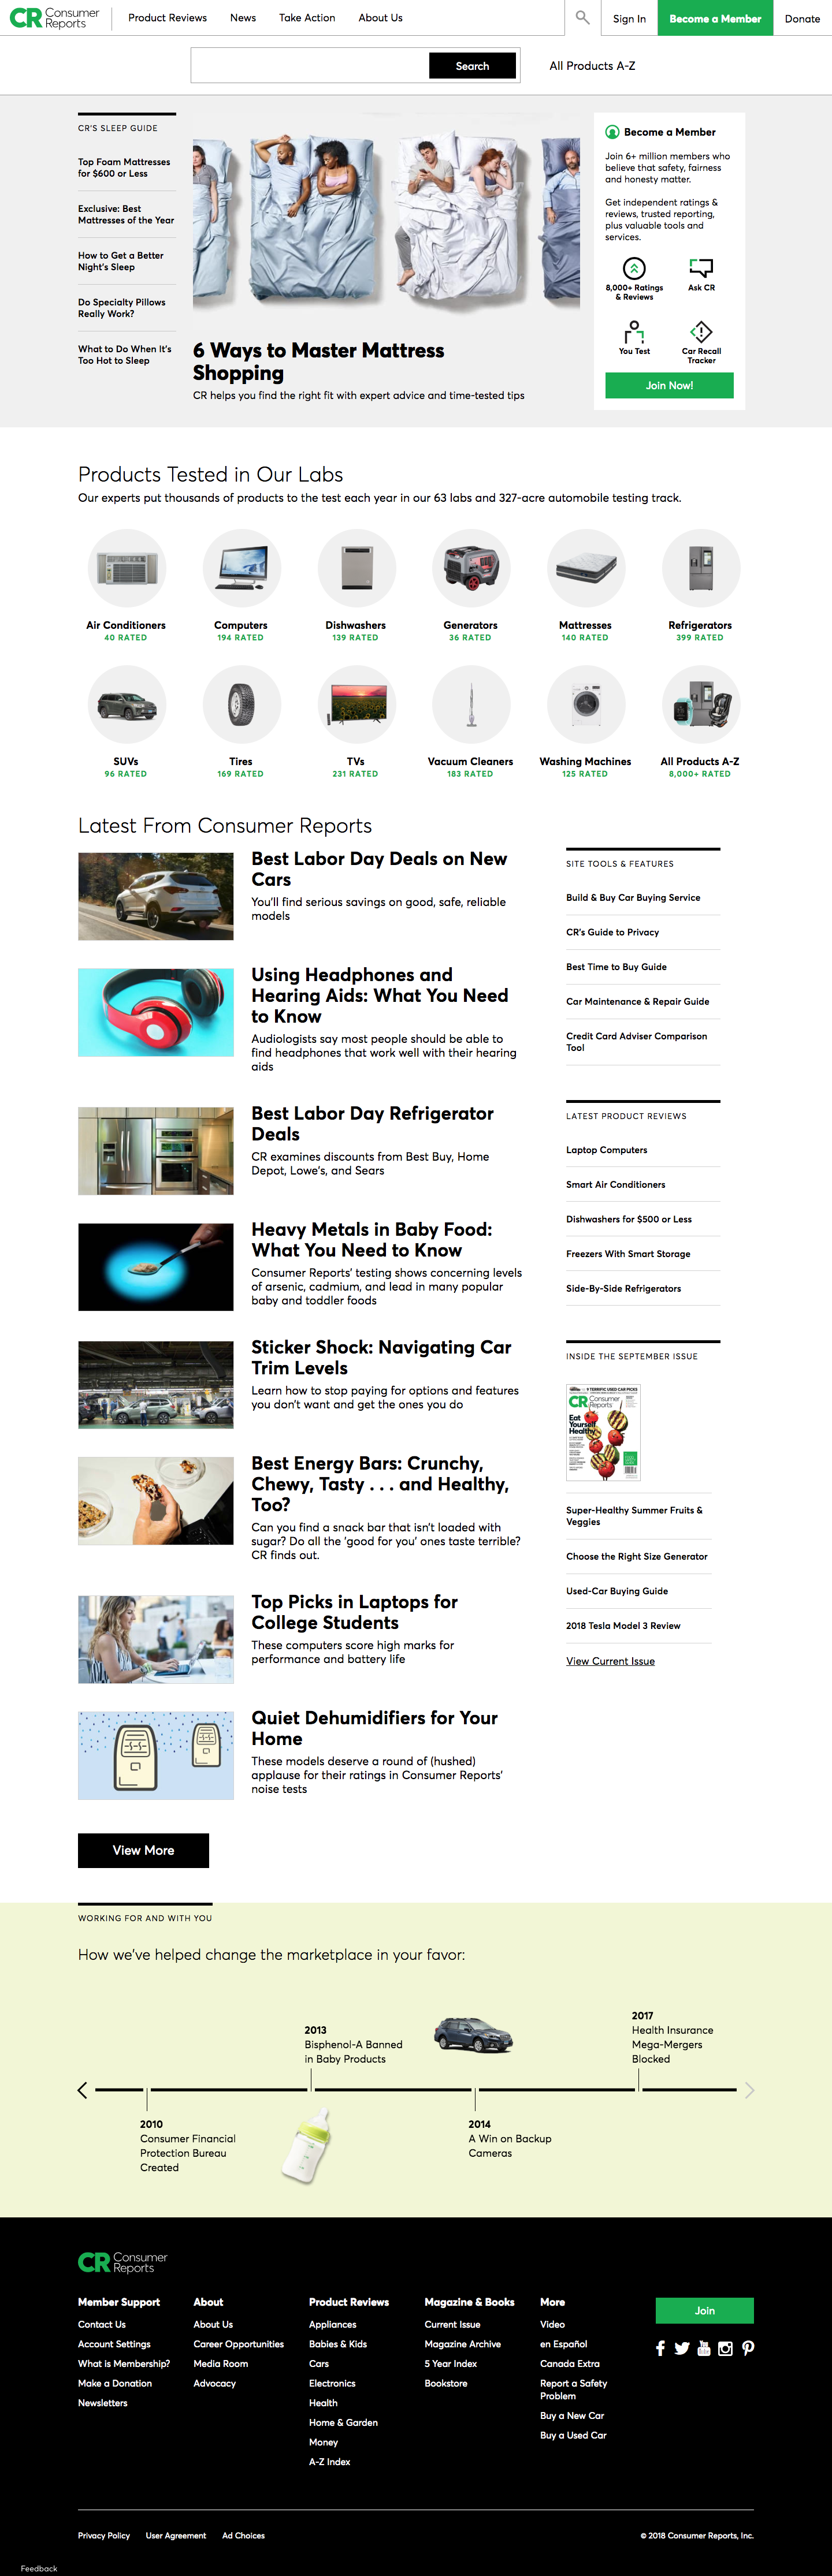 CR Consumer Reports
Product Reviews
News
Take Action
About Us
Sign In
Become a Member
Donate
Search
All Products A-Z
CR'S SLEEP GUIDE
Top Foam Mattresses
for $600 or Less
Exclusive: Best
Mattresses of the Year
How to Get a Better
Night's Sleep
Do Specialty Pillows
Really Work?
What to Do When It's
Too Hot to Sleep
6 Ways to Master Mattress
Shopping
CR helps you find the right fit with expert advice and time-tested tips
Become a Member
Join 6+ million members who
believe that safety, fairness
and honesty matter.
Get independent ratings &
reviews, trusted reporting,
plus valuable tools and
services.
8,000+ Ratings
& Reviews
Ask CR
You Test
Car Recall
Tracker
Join Now!
Products Tested in Our Labs
Our experts put thousands of products to the test each year in our 63 labs and 327-acre automobile testing track.
Air Conditioners
40 RATED
Computers
194 RATED
Dishwashers
139 RATED
Generators
36 RATED
Mattresses
140 RATED
Refrigerators
399 RATED
SUVs
96 RATED
Tires
169 RATED
TVs
231 RATED
Vacuum Cleaners
183 RATED
Washing Machines
125 RATED
All Products A-Z
8,000+ RATED
Latest From Consumer Reports
Best Labor Day Deals on New
Cars
You'll find serious savings on good, safe, reliable
models
Using Headphones and
Hearing Aids: What You Need
to Know
Audiologists say most people should be able to
find headphones that work well with their hearing
aids
Best Labor Day Refrigerator
Deals
CR examines discounts from Best Buy, Home
Depot, Lowe's, and Sears
Heavy Metals in Baby Food:
What You Need to Know
Consumer Reports' testing shows concerning levels
of arsenic, cadmium, and lead in many popular
baby and toddler foods
Sticker Shock: Navigating Car
Trim Levels
Learn how to stop paying for options and features
you don't want and get the ones you do
Best Energy Bars: Crunchy,
Chewy, Tasty . . . and Healthy,
Too?
Can you find a snack bar that isn't loaded with
sugar? Do all the 'good for you' ones taste terrible?
CR finds out.
Top Picks in Laptops for
College Students
These computers score high marks for
performance and battery life
Quiet Dehumidifiers for Your
Home
These models deserve a round of (hushed)
applause for their ratings in Consumer Reports'
noise tests
View More
SITE TOOLS & FEATURES
Build & Buy Car Buying Service
CR's Guide to Privacy
Best Time to Buy Guide
Car Maintenance & Repair Guide
Credit Card Adviser Comparison
Tool
LATEST PRODUCT REVIEWS
Laptop Computers
Smart Air Conditioners
Dishwashers for $500 or Less
Freezers With Smart Storage
Side-By-Side Refrigerators
INSIDE THE SEPTEMBER ISSUE
9 TERRIFIC USED CAR PICKS
CR Consumer Reports
Eat
Yourself
Healthy
Super-Healthy Summer Fruits &
Veggies
Choose the Right Size Generator
Used-Car Buying Guide
2018 Tesla Model 3 Review
View Current Issue
WORKING FOR AND WITH YOU
How we've helped change the marketplace in your favor:
2010
Consumer Financial
Protection Bureau
Created
2013
Bisphenol-A Banned
in Baby Products
2014
A Win on Backup
Cameras
2017
Health Insurance
Mega-Mergers
Blocked
CR Consumer Reports
Member Support
Contact Us
Account Settings
What is Membership?
Make a Donation
Newsletters
About
About Us
Career Opportunities
Media Room
Advocacy
Product Reviews
Appliances
Babies & Kids
Cars
Electronics
Health
Home & Garden
Money
A-Z Index
Magazine & Books
Current Issue
Magazine Archive
5 Year Index
Bookstore
More
Video
en Español
Canada Extra
Report a Safety
Problem
Buy a New Car
Buy a Used Car
Join
Privacy Policy
User Agreement
Ad Choices
© 2018 Consumer Reports, Inc.
Feedback